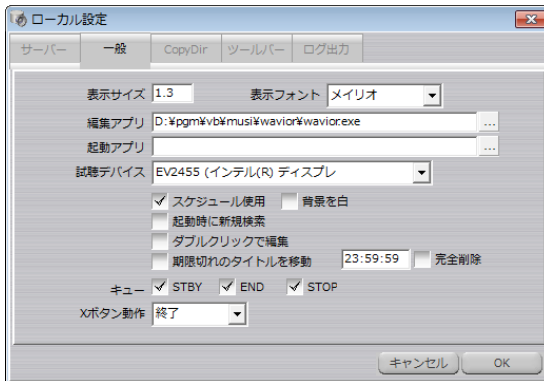 ローカル設定
サーバー 一般 CopyDir ツールバー ログ出力
表示サイズ 1.3 表示フォント メイリオ
編集アプリ D:¥pgm¥vb¥musi¥wavior¥wavior.exe ...
起動アプリ ...
試聴デバイス EV2455 (インテル(R) ディスプレ
スケジュール使用 背景を白
起動時に新規検索
ダブルクリックで編集
期限切れのタイトルを移動 23:59:59 完全削除
キュー STBY END STOP
Xボタン動作 終了
キャンセル OK